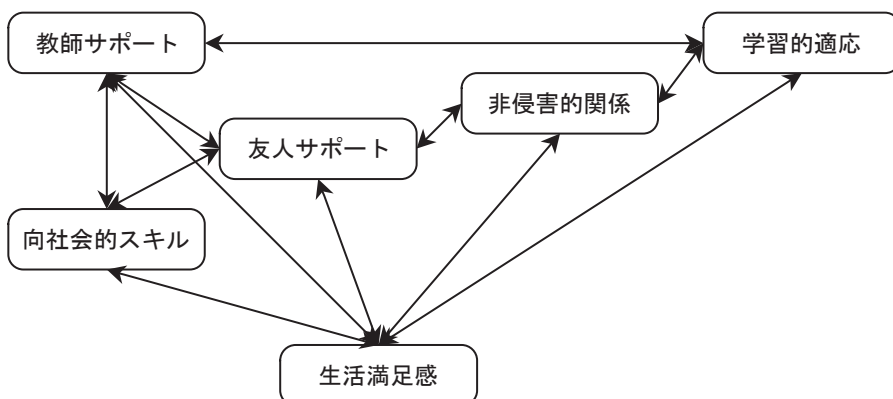 教師サポート
学習的適応
非侵害的関係
友人サポート
向社会的スキル
生活満足感